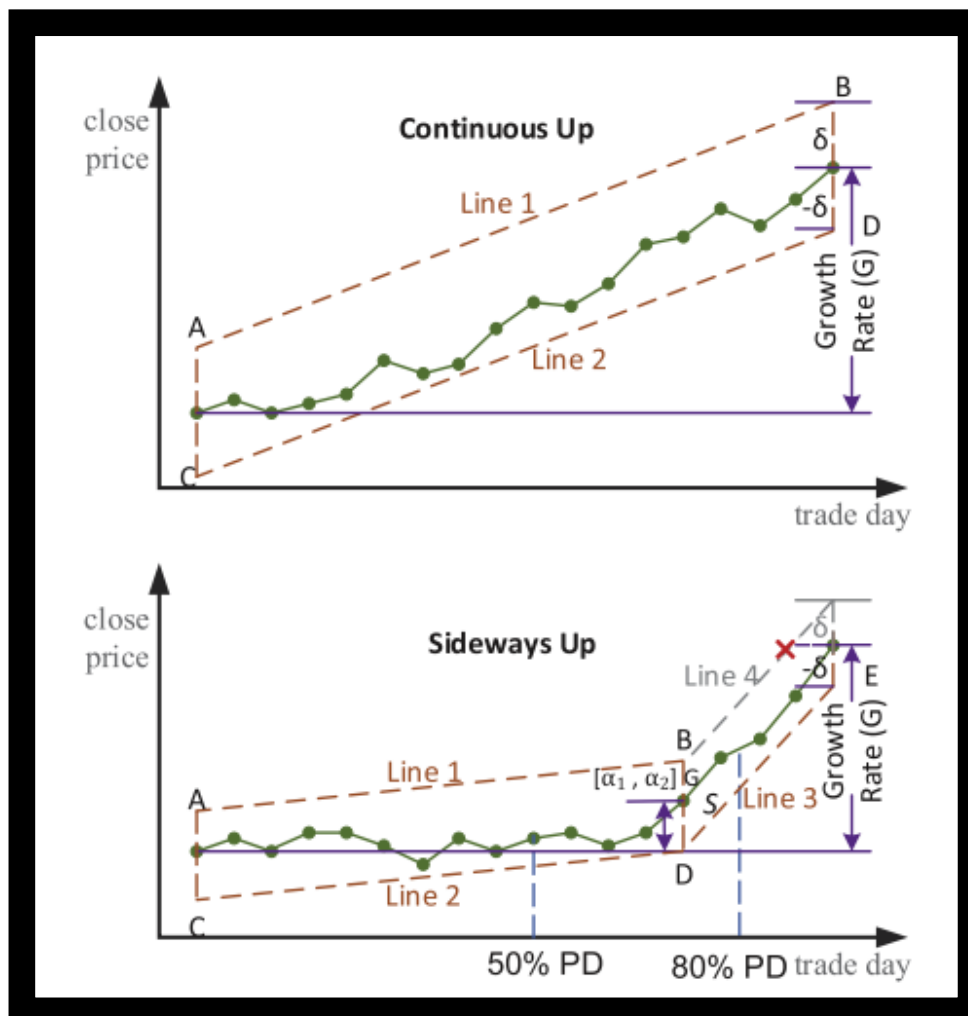 B
close
price
Continuous Up
δ
Line 1
-δ
D
A
Growth
Rate (G)
Line 2
C
trade day
close
price
Sideways Up
δ
Line 4
-δ
E
B
Growth
Rate (G)
[α₁ , α₂] G
Line 1
A
S
Line 3
D
Line 2
C
50% PD
80% PD
trade day